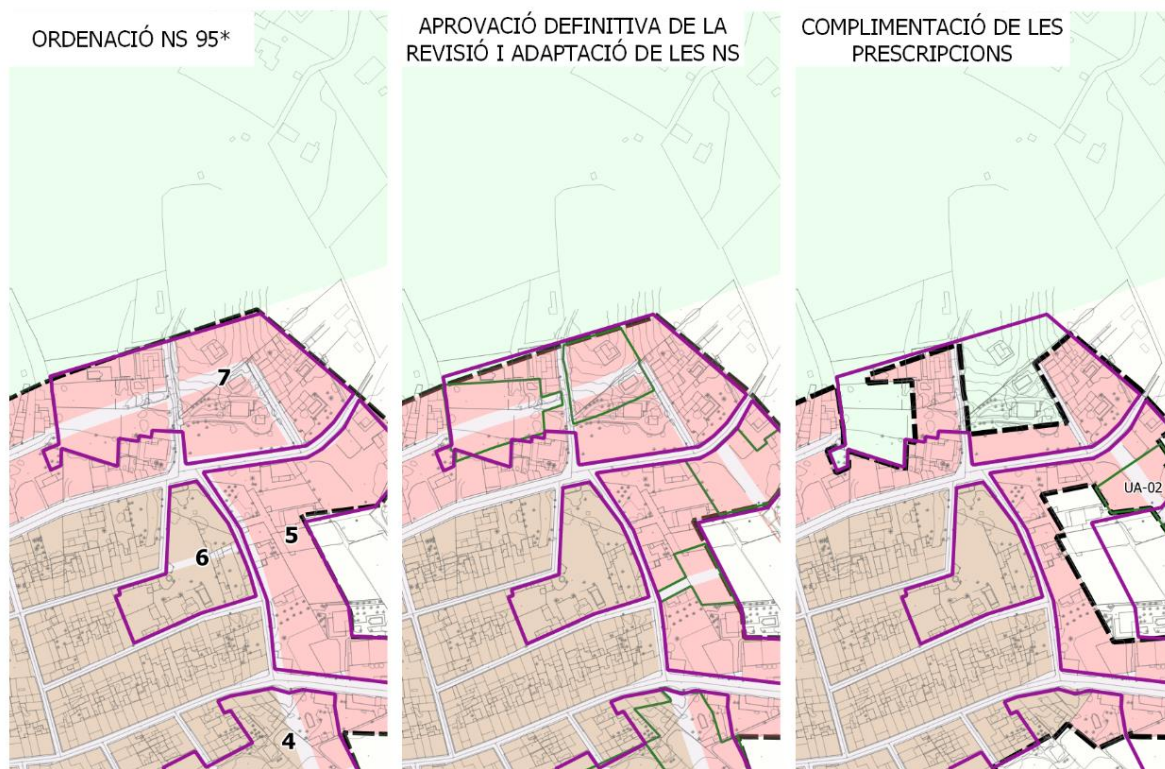 ORDENACIÓ NS 95*
APROVACIÓ DEFINITIVA DE LA
REVISIÓ I ADAPTACIÓ DE LES NS
COMPLIMENTACIÓ DE LES
PRESCRIPCIONS
7
5
6
4
UA-02